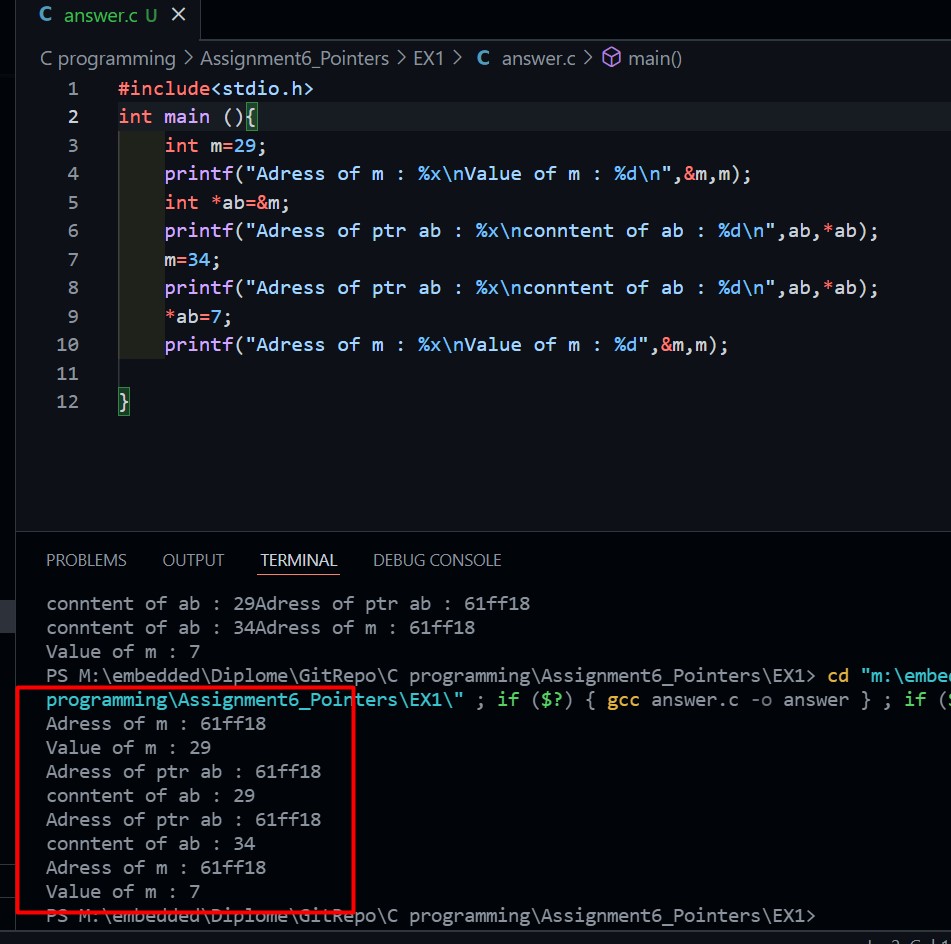 C answer.c U ×
C programming > Assignment6_Pointers > EX1 > C answer.c > main()
1 #include<stdio.h>
2 int main (){
3 int m=29;
4 printf("Adress of m : %x\nValue of m : %d\n",&m,m);
5 int *ab=&m;
6 printf("Adress of ptr ab : %x\nconntent of ab : %d\n",ab,*ab);
7 m=34;
8 printf("Adress of ptr ab : %x\nconntent of ab : %d\n",ab,*ab);
9 *ab=7;
10 printf("Adress of m : %x\nValue of m : %d",&m,m);
11
12 }
PROBLEMS OUTPUT TERMINAL DEBUG CONSOLE
conntent of ab : 29Adress of ptr ab : 61ff18
conntent of ab : 34Adress of m : 61ff18
Value of m : 7
PS M:\embedded\Diplome\GitRepo\C programming\Assignment6_Pointers\EX1> cd "m:\embe
programming\Assignment6_Pointers\EX1\" ; if ($?) { gcc answer.c -o answer } ; if (
Adress of m : 61ff18
Value of m : 29
Adress of ptr ab : 61ff18
conntent of ab : 29
Adress of ptr ab : 61ff18
conntent of ab : 34
Adress of m : 61ff18
Value of m : 7
PS M:\embedded\Diplome\GitRepo\C programming\Assignment6_Pointers\EX1>